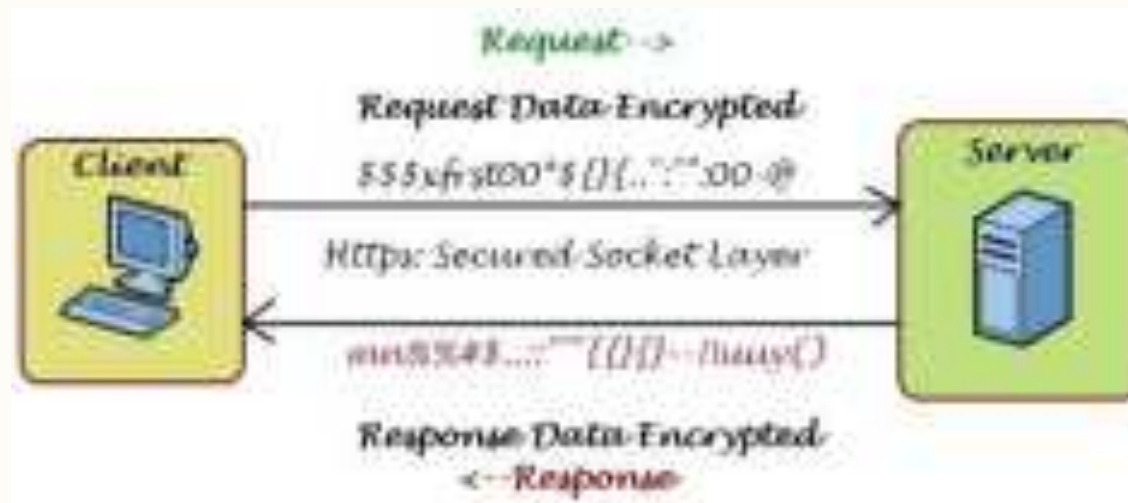 Request-->
Request Data Encrypted
Client
Server
Https: Secured Socket Layer
Response Data Encrypted
<--Response